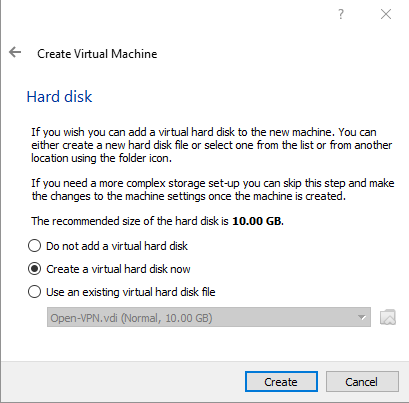 ?
Create Virtual Machine
Hard disk
If you wish you can add a virtual hard disk to the new machine. You can
either create a new hard disk file or select one from the list or from another
location using the folder icon.
If you need a more complex storage set-up you can skip this step and make
the changes to the machine settings once the machine is created.
The recommended size of the hard disk is 10.00 GB.
Do not add a virtual hard disk
Create a virtual hard disk now
Use an existing virtual hard disk file
Open-VPN.vdi (Normal, 10.00 GB)
Create Cancel